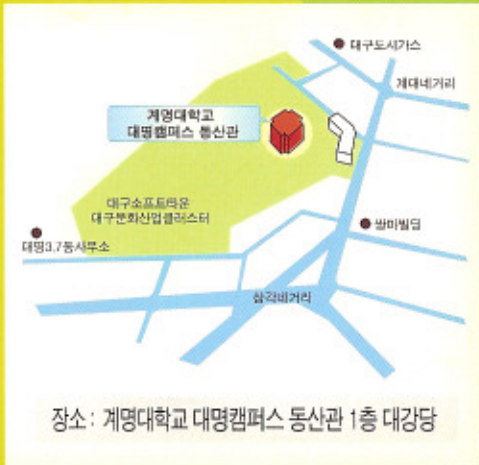 대구도시가스
계대네거리
계명대학교
대명캠퍼스 동산관
대구소프트타운
대구문화산업클러스터
쌀미빌딩
대명3,7동사무소
삼각네거리
장소 : 계명대학교 대명캠퍼스 동산관 1층 대강당